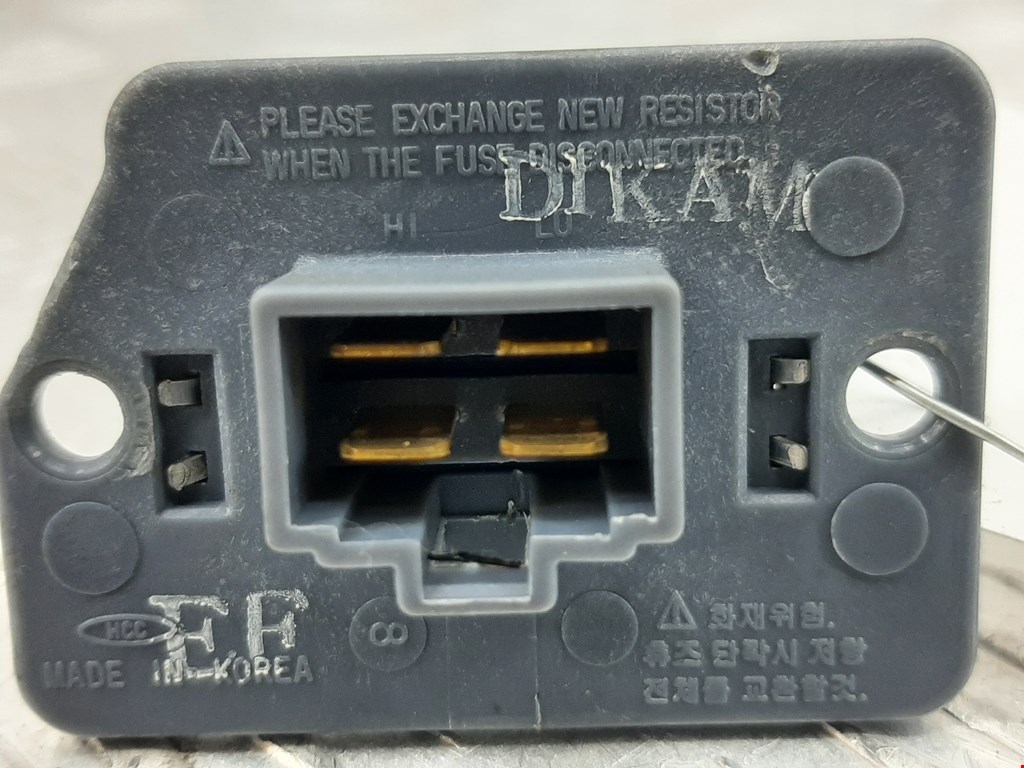 ⚠ PLEASE EXCHANGE NEW RESISTOR
WHEN THE FUSE DISCONNECTED.
DIKAM
HI LO
HCC
EF
MADE IN KOREA
8
⚠ 화재위험.
휴즈 단락시 저항
전체를 교환할것.